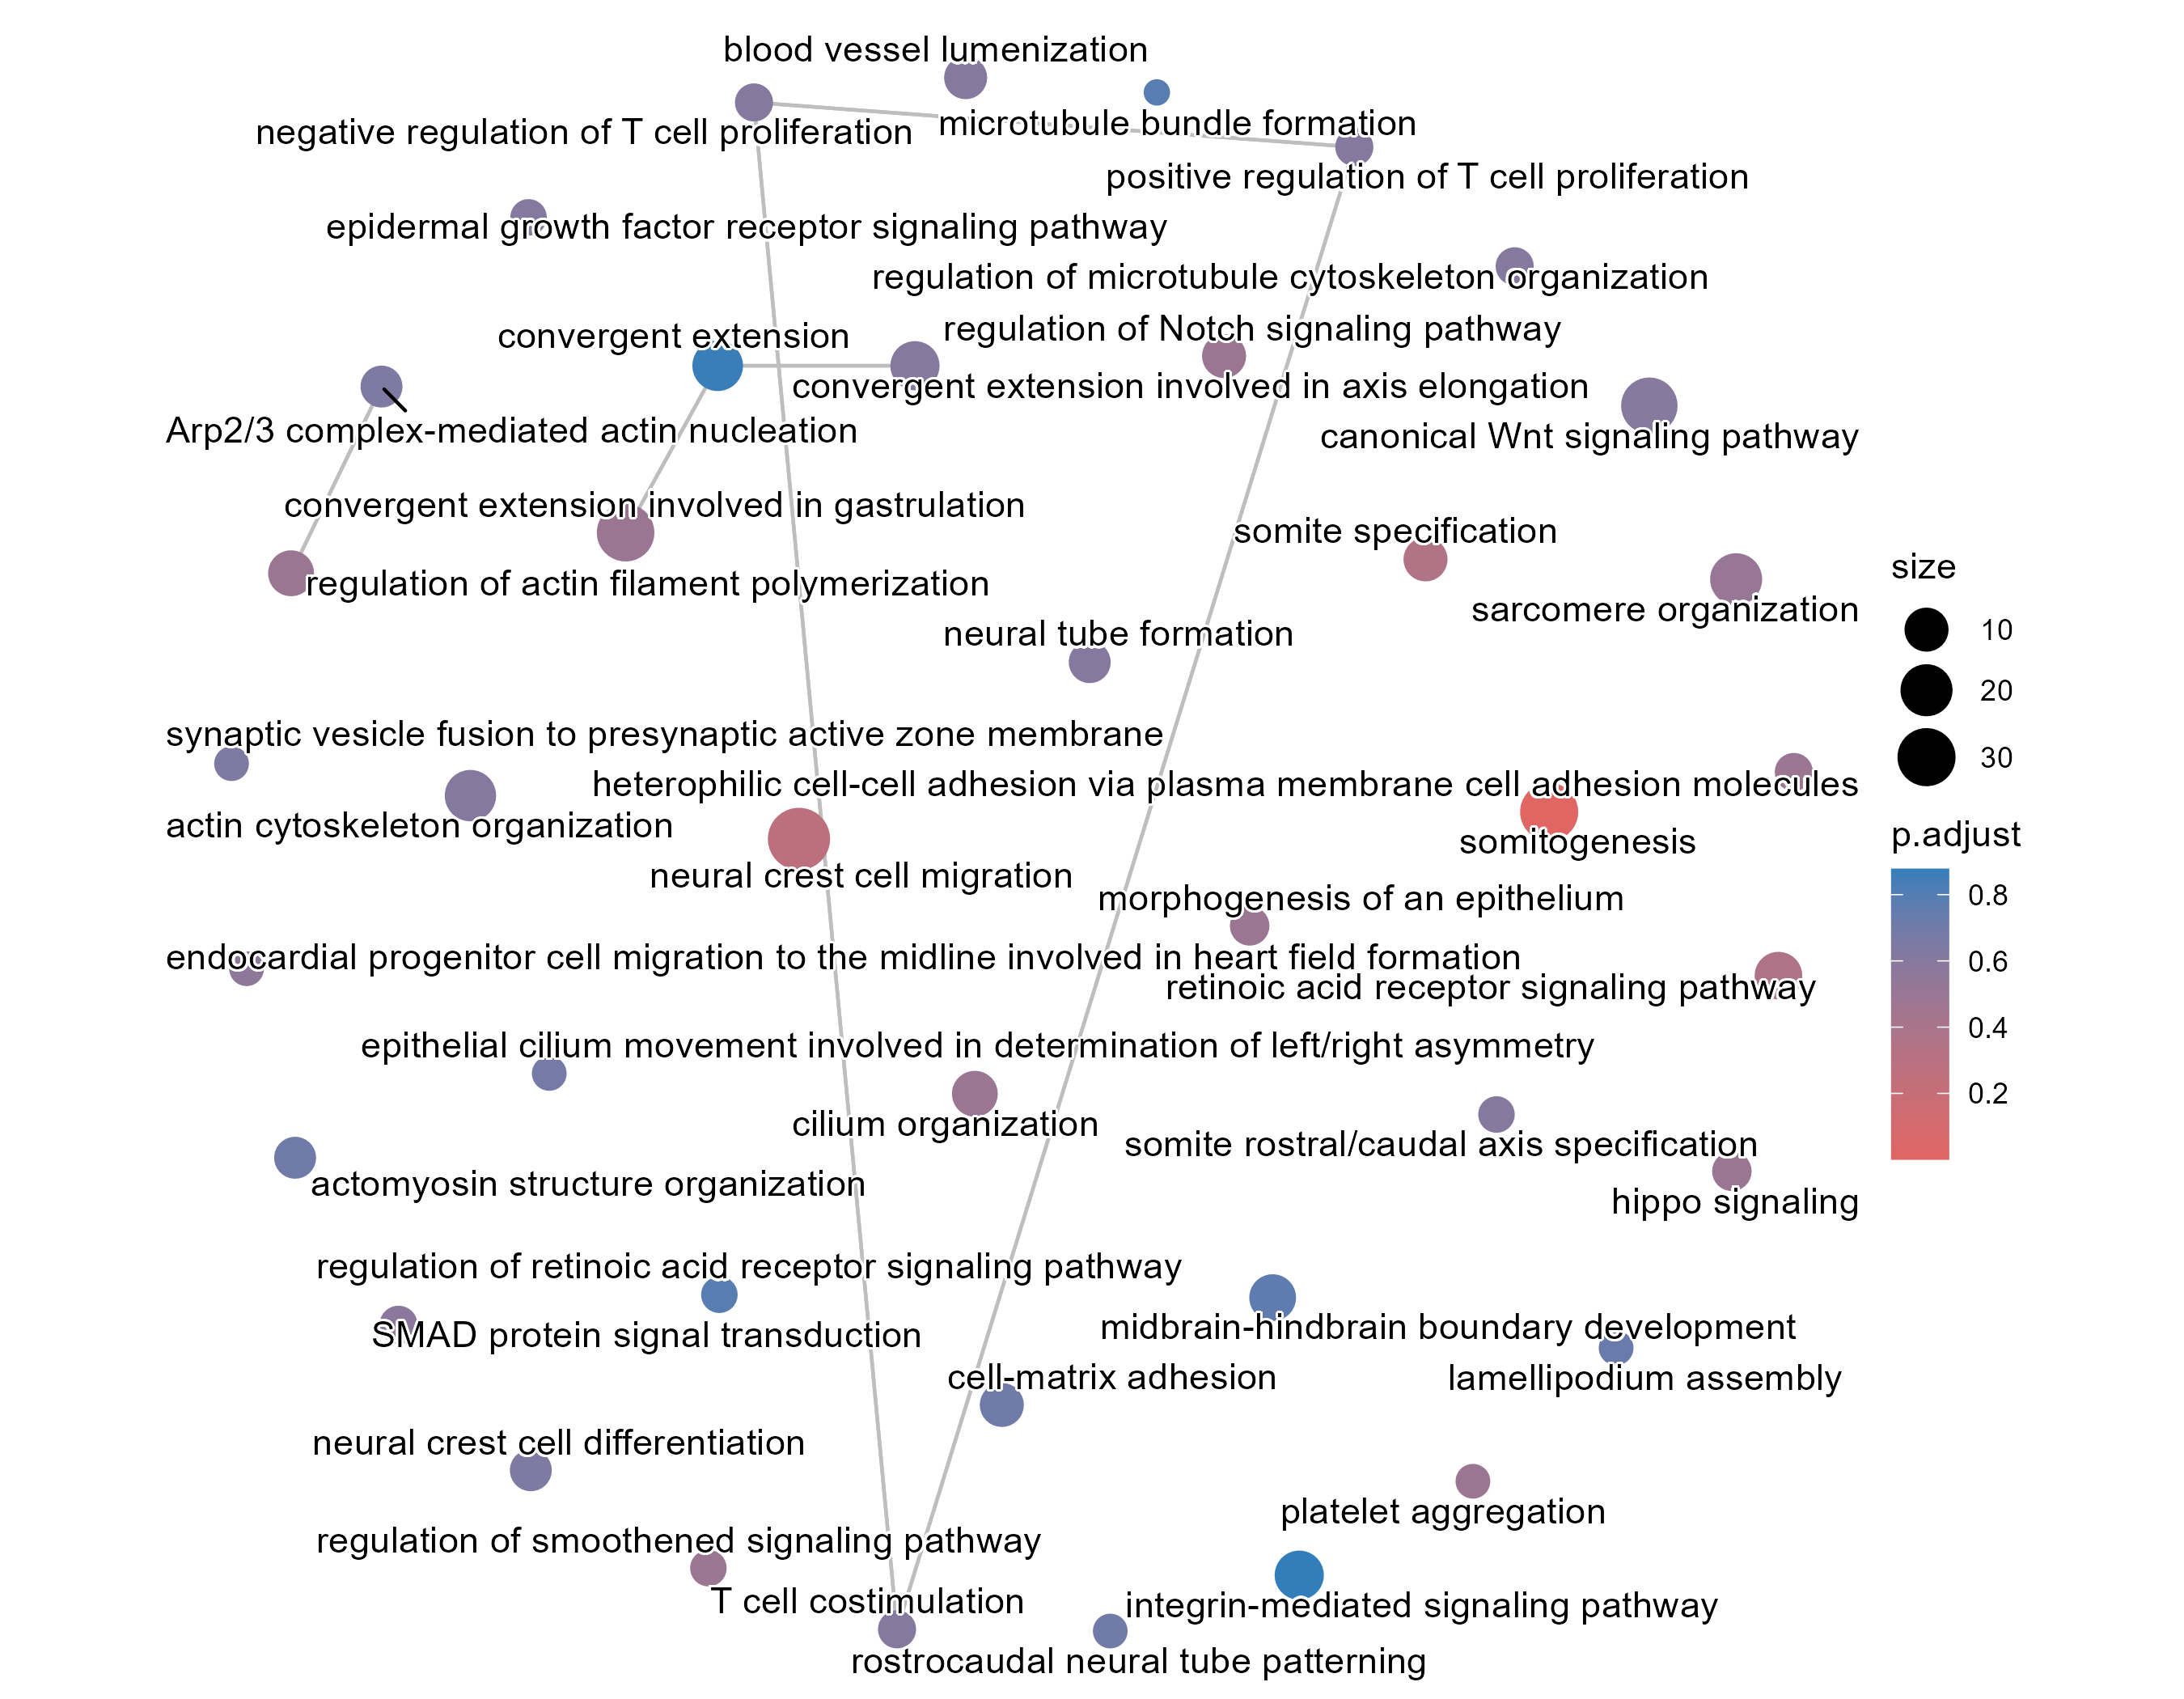 blood vessel lumenization
microtubule bundle formation
negative regulation of T cell proliferation
positive regulation of T cell proliferation
epidermal growth factor receptor signaling pathway
regulation of microtubule cytoskeleton organization
regulation of Notch signaling pathway
convergent extension
convergent extension involved in axis elongation
Arp2/3 complex-mediated actin nucleation
canonical Wnt signaling pathway
convergent extension involved in gastrulation
somite specification
regulation of actin filament polymerization
sarcomere organization
neural tube formation
synaptic vesicle fusion to presynaptic active zone membrane
heterophilic cell-cell adhesion via plasma membrane cell adhesion molecules
actin cytoskeleton organization
somitogenesis
neural crest cell migration
morphogenesis of an epithelium
endocardial progenitor cell migration to the midline involved in heart field formation
retinoic acid receptor signaling pathway
epithelial cilium movement involved in determination of left/right asymmetry
cilium organization
somite rostral/caudal axis specification
actomyosin structure organization
hippo signaling
regulation of retinoic acid receptor signaling pathway
midbrain-hindbrain boundary development
SMAD protein signal transduction
cell-matrix adhesion
lamellipodium assembly
neural crest cell differentiation
platelet aggregation
regulation of smoothened signaling pathway
T cell costimulation
integrin-mediated signaling pathway
rostrocaudal neural tube patterning
size
10
20
30
p.adjust
0.8
0.6
0.4
0.2